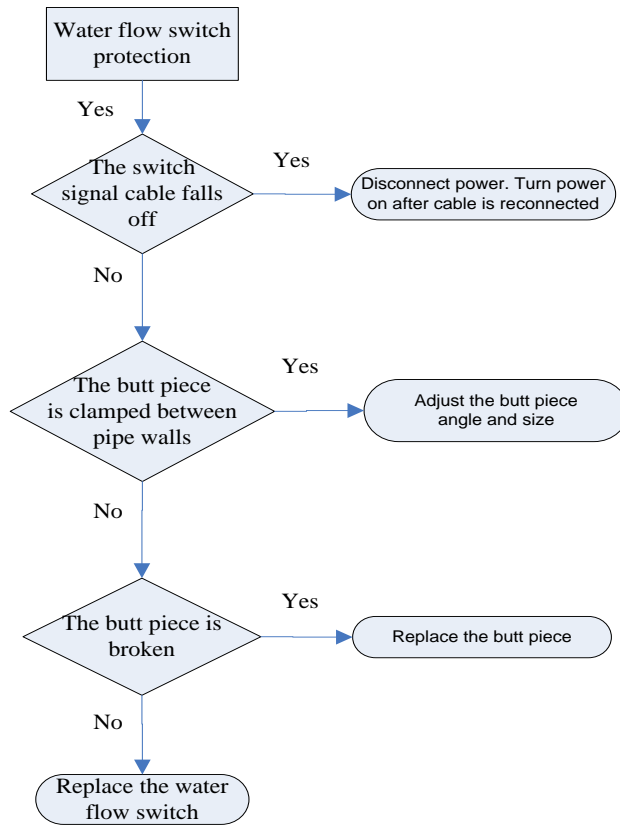 Water flow switch
protection
Yes
The switch
signal cable falls
off
Yes
Disconnect power. Turn power
on after cable is reconnected
No
The butt piece
is clamped between
pipe walls
Yes
Adjust the butt piece
angle and size
No
The butt piece is
broken
Yes
Replace the butt piece
No
Replace the water
flow switch